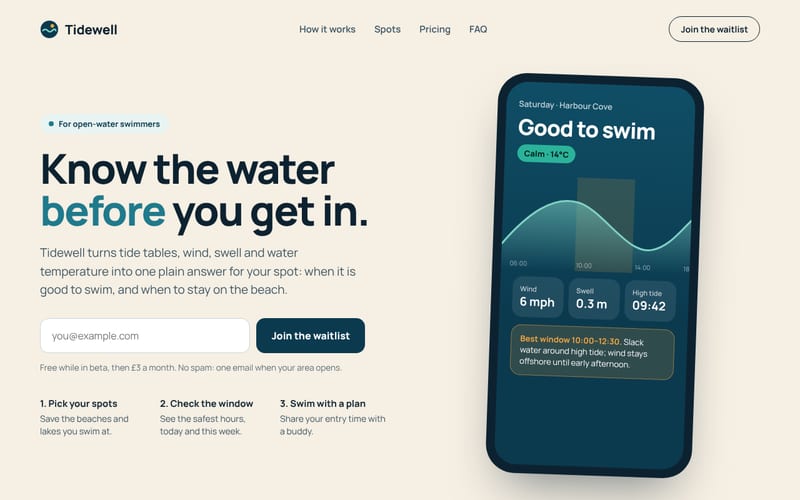 Tidewell
How it works
Spots
Pricing
FAQ
Join the waitlist
For open-water swimmers
Know the water
before you get in.
Tidewell turns tide tables, wind, swell and water
temperature into one plain answer for your spot: when it is
good to swim, and when to stay on the beach.
you@example.com
Join the waitlist
Free while in beta, then £3 a month. No spam: one email when your area opens.
1. Pick your spots
Save the beaches and
lakes you swim at.
2. Check the window
See the safest hours,
today and this week.
3. Swim with a plan
Share your entry time with
a buddy.
Saturday · Harbour Cove
Good to swim
Calm · 14°C
06:00
10:00
14:00
18
Wind
6 mph
Swell
0.3 m
High tide
09:42
Best window 10:00–12:30. Slack
water around high tide; wind stays
offshore until early afternoon.